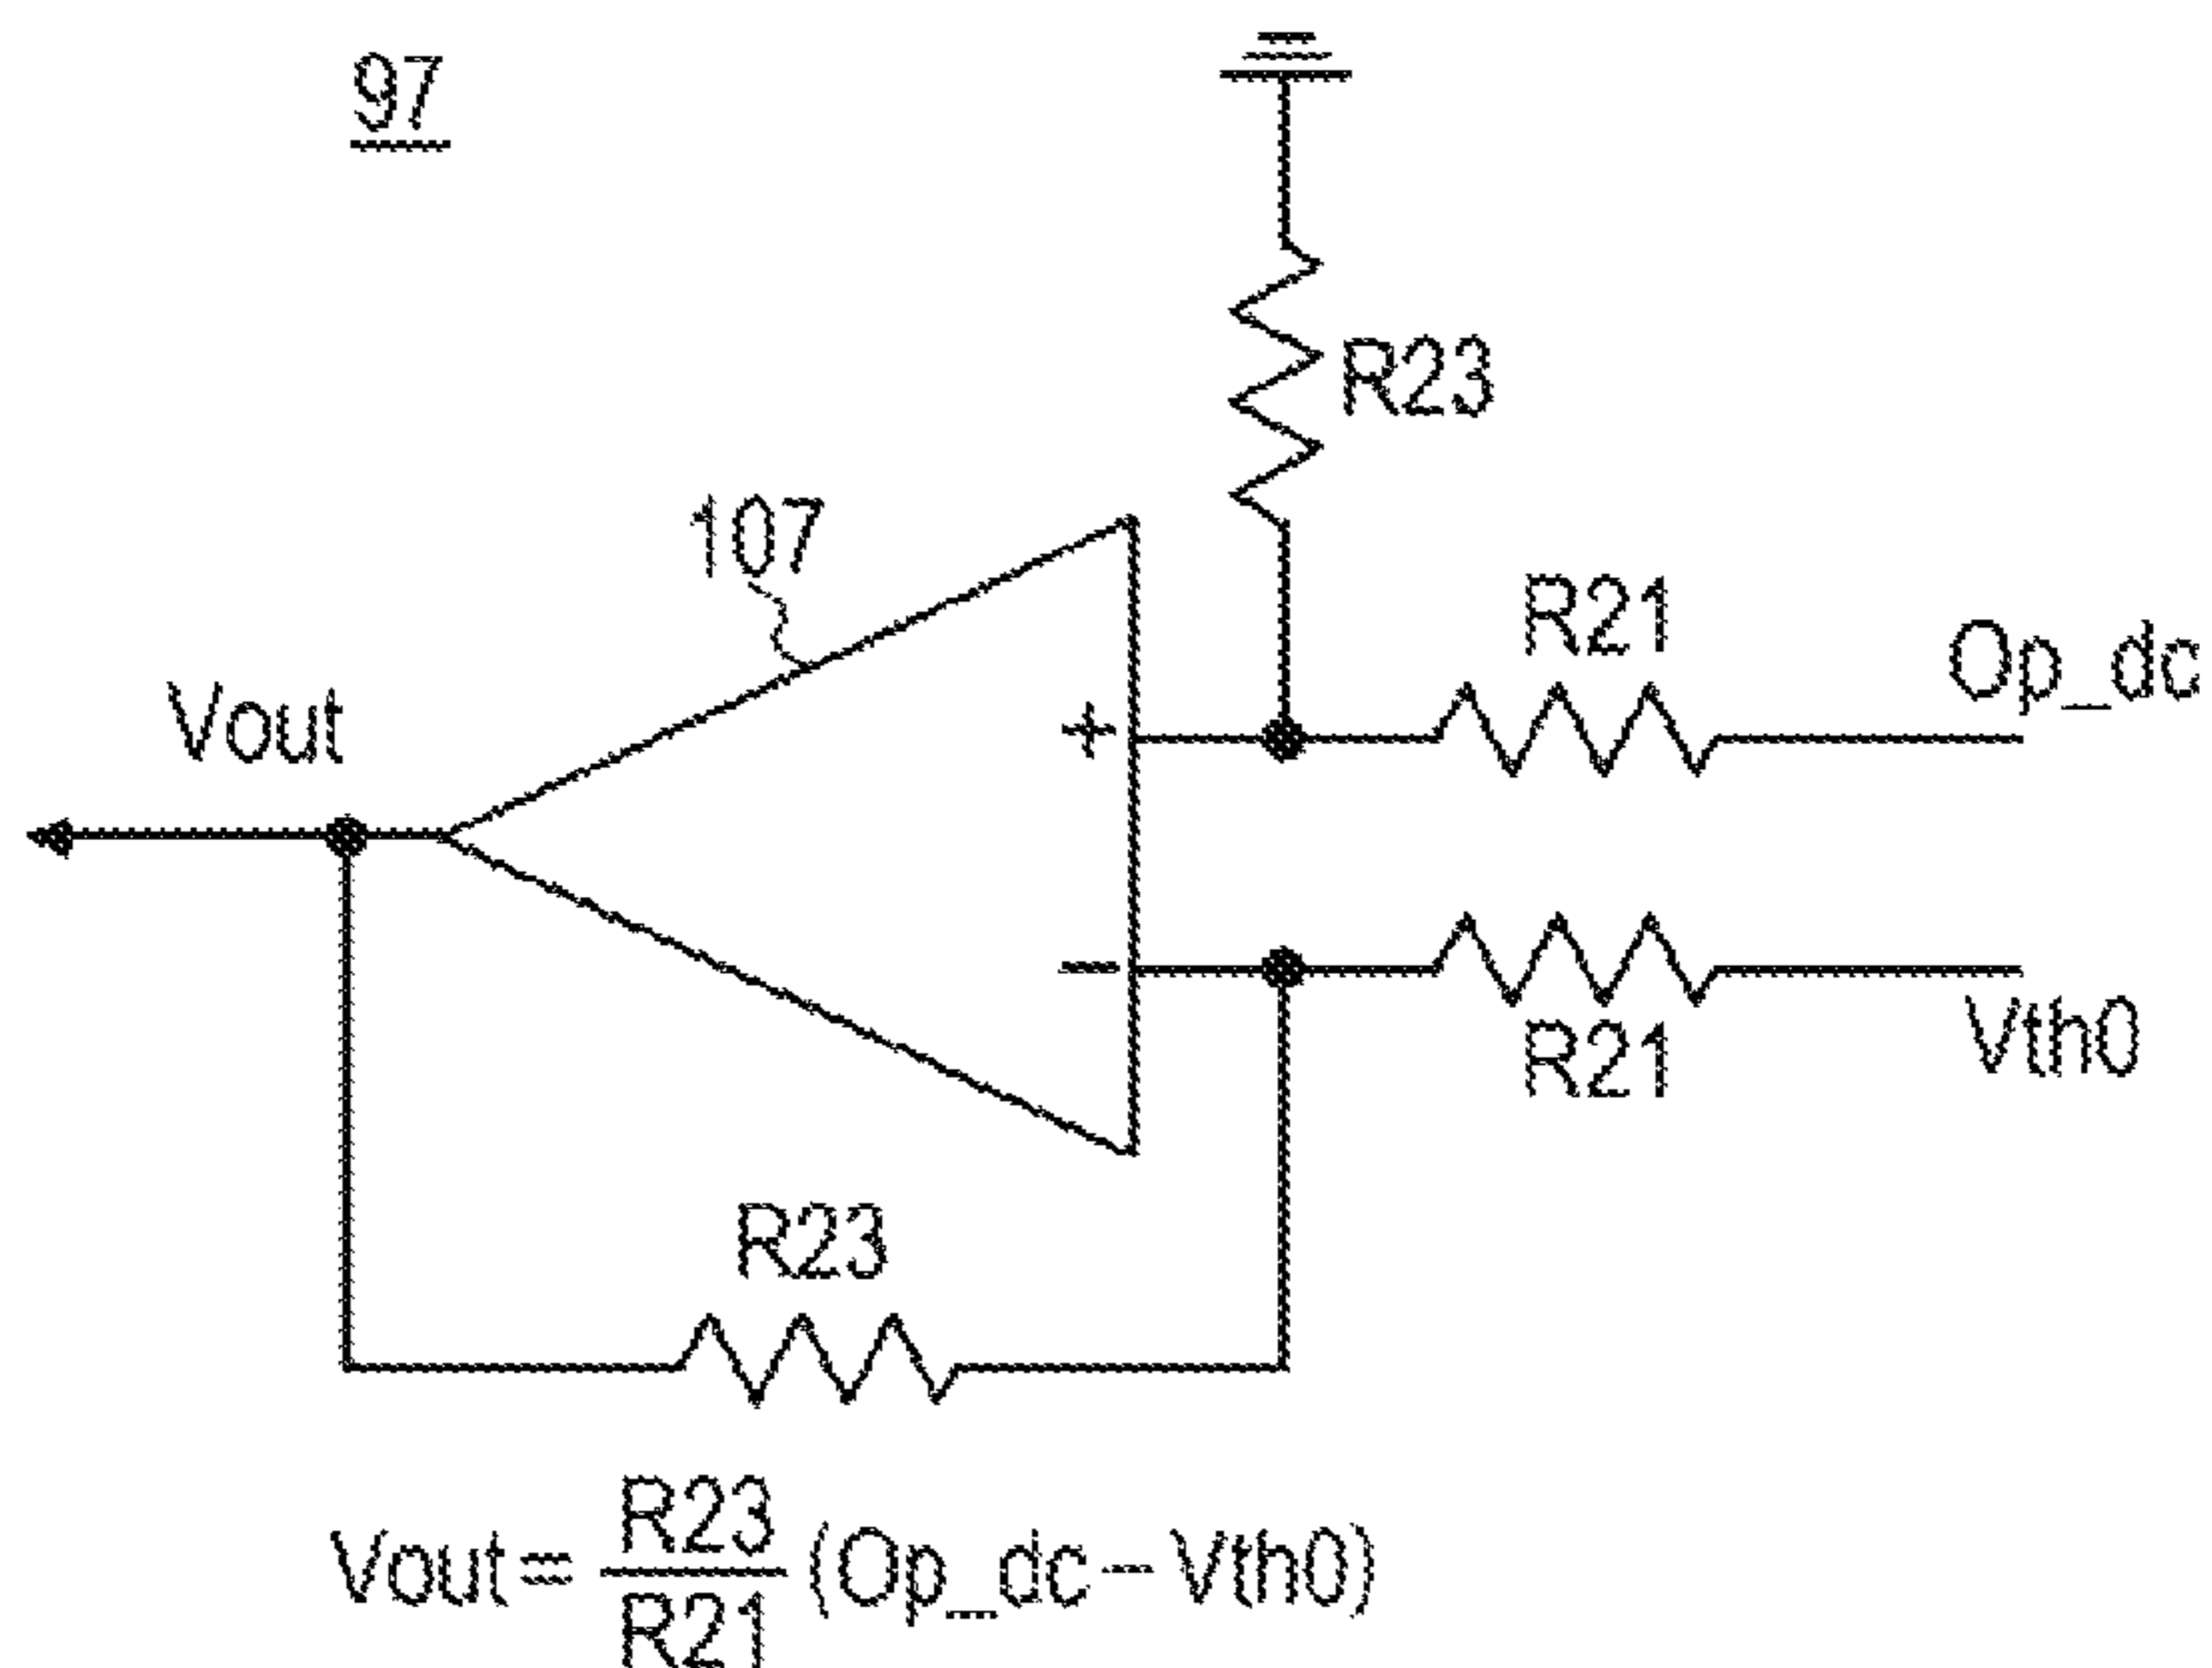 97
R23
107
R21
Op_dc
Vout
+
−
Vth0
R21
R23
Vout=R23/R21(Op_dc−Vth0)